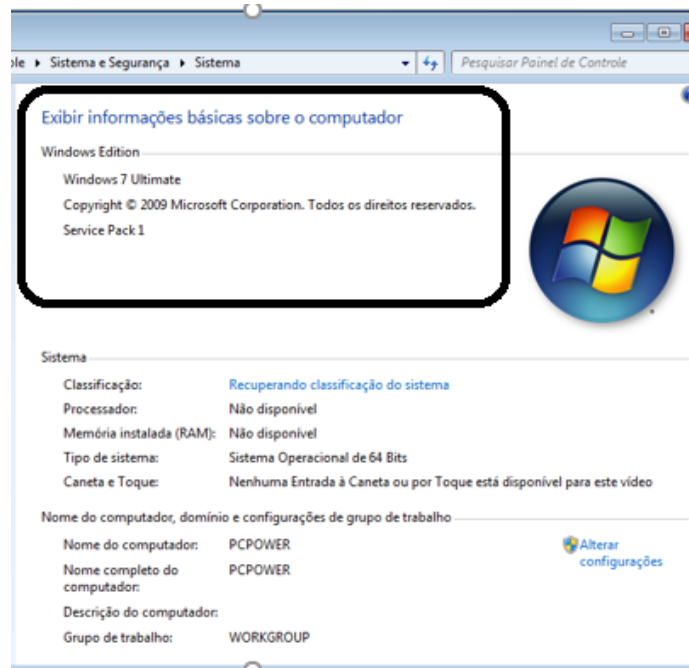 ole ▸ Sistema e Segurança ▸ Sistema
Pesquisar Painel de Controle
Exibir informações básicas sobre o computador
Windows Edition
Windows 7 Ultimate
Copyright © 2009 Microsoft Corporation. Todos os direitos reservados.
Service Pack 1
Sistema
Classificação: Recuperando classificação do sistema
Processador: Não disponível
Memória instalada (RAM): Não disponível
Tipo de sistema: Sistema Operacional de 64 Bits
Caneta e Toque: Nenhuma Entrada à Caneta ou por Toque está disponível para este vídeo
Nome do computador, domínio e configurações de grupo de trabalho
Nome do computador: PCPOWER
Alterar
configurações
Nome completo do
computador: PCPOWER
Descrição do computador:
Grupo de trabalho: WORKGROUP